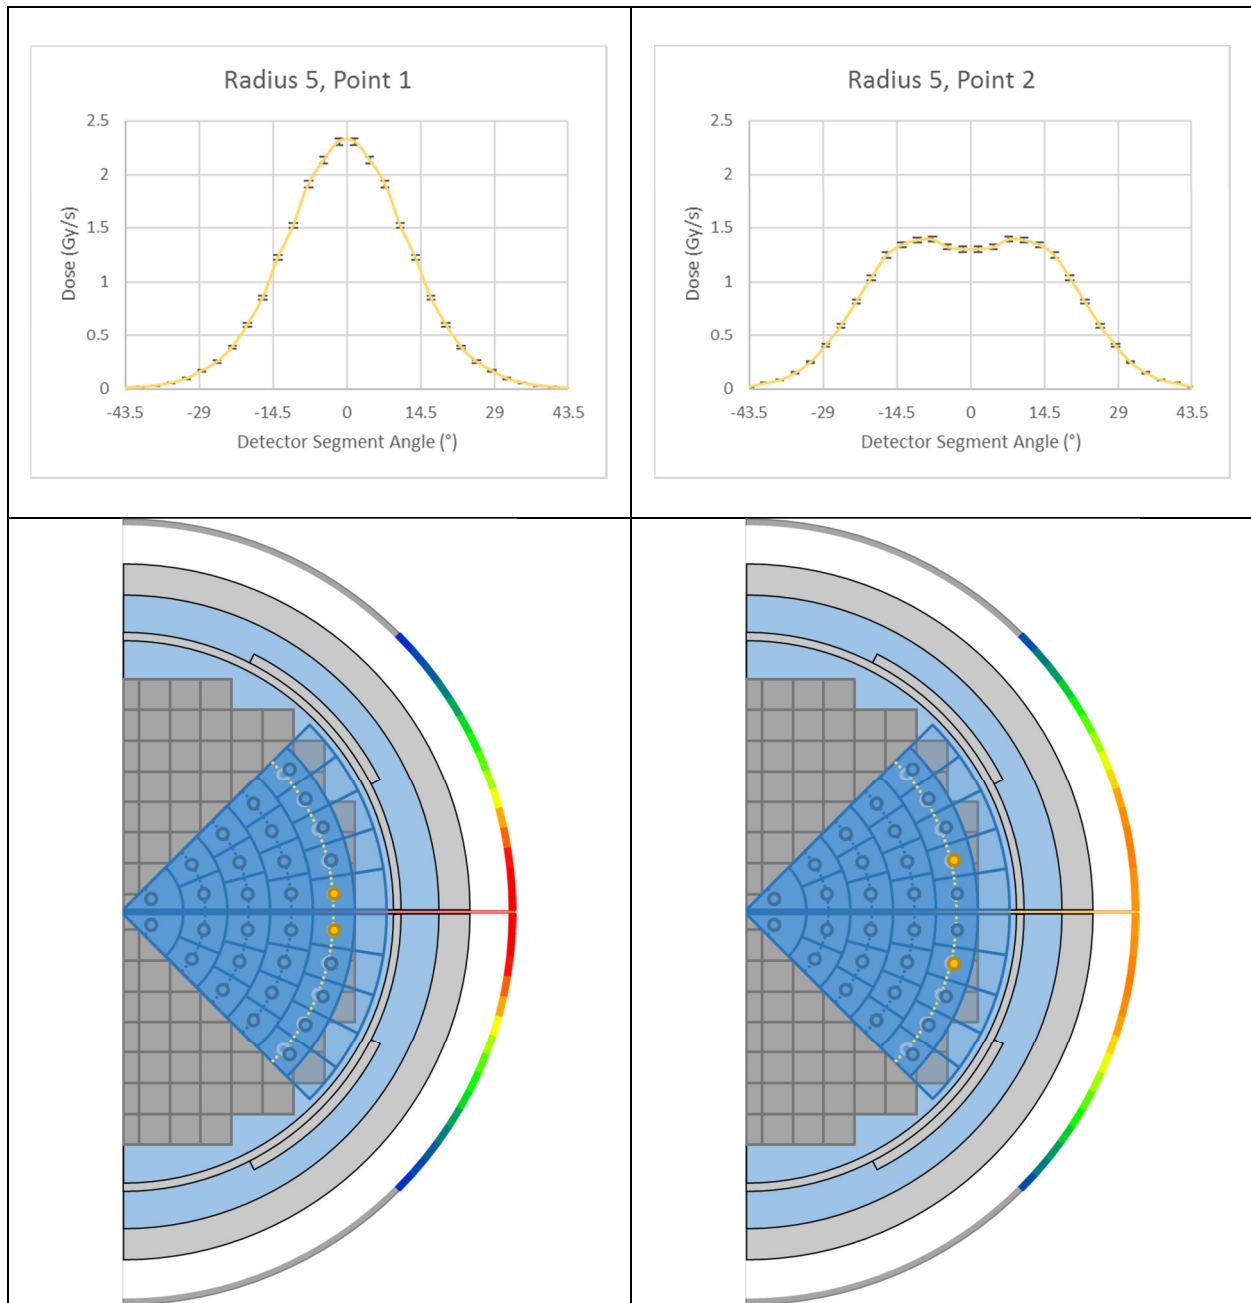 Radius 5, Point 1
2.5
2
1.5
1
0.5
0
Dose (Gy/s)
-43.5 -29 -14.5 0 14.5 29 43.5
Detector Segment Angle (°)
Radius 5, Point 2
2.5
2
1.5
1
0.5
0
Dose (Gy/s)
-43.5 -29 -14.5 0 14.5 29 43.5
Detector Segment Angle (°)